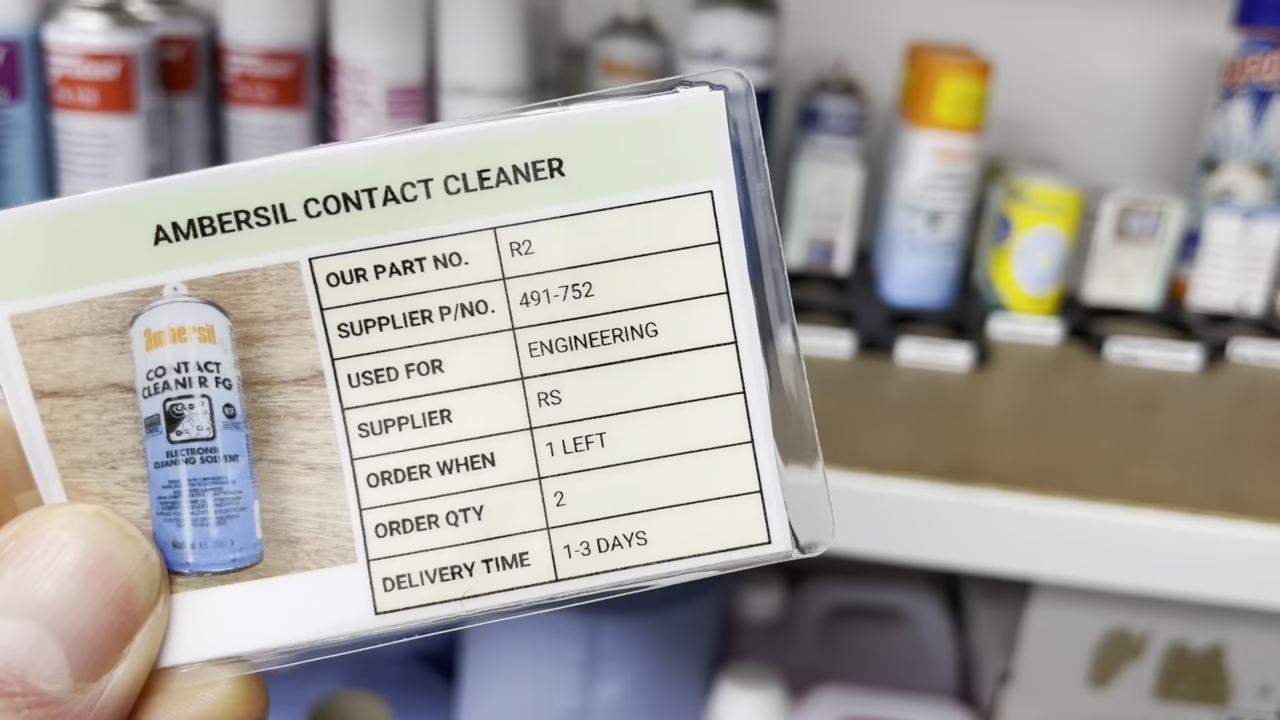 AMBERSIL CONTACT CLEANER
OUR PART NO. R2
SUPPLIER P/NO. 491-752
USED FOR ENGINEERING
SUPPLIER RS
ORDER WHEN 1 LEFT
ORDER QTY 2
DELIVERY TIME 1-3 DAYS
Ambersil
CONTACT
CLEANER FG
ELECTRONIC
CLEANING SOLVENT